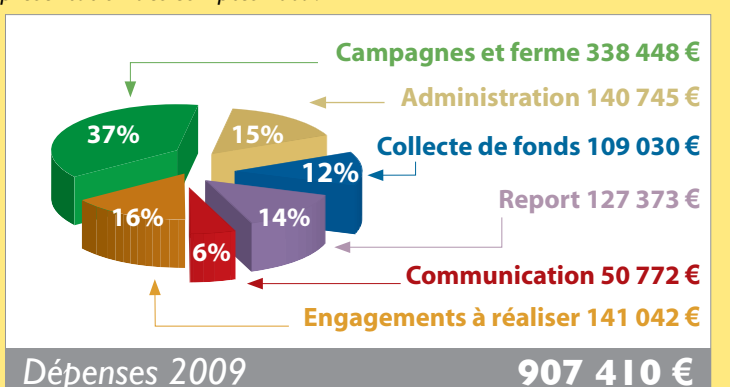 Campagnes et ferme 338 448 €
Administration 140 745 €
37%
15%
Collecte de fonds 109 030 €
12%
Report 127 373 €
16%
14%
6%
Communication 50 772 €
Engagements à réaliser 141 042 €
Dépenses 2009 907 410 €